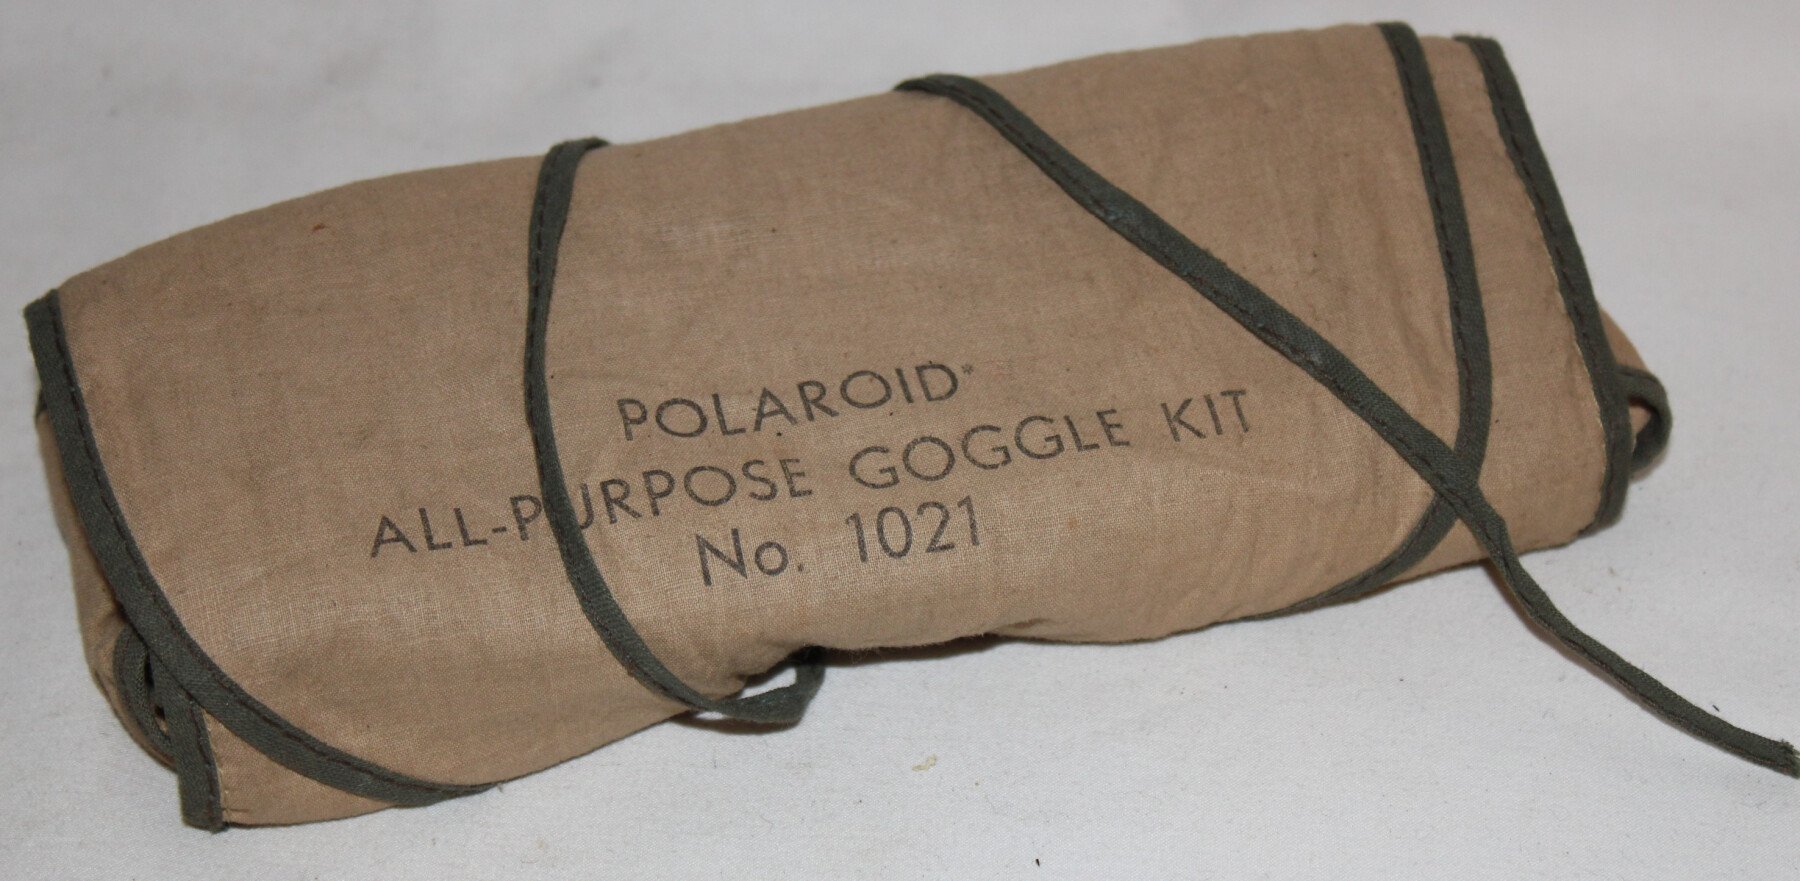 POLAROID*
ALL-PURPOSE GOGGLE KIT
No. 1021